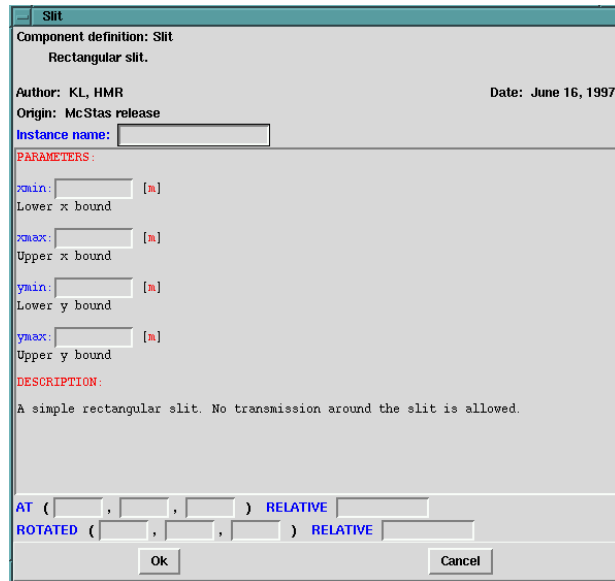 Slit
Component definition: Slit
Rectangular slit.
Author: KL, HMR Date: June 16, 1997
Origin: McStas release
Instance name:
PARAMETERS:
xmin: [m]
Lower x bound
xmax: [m]
Upper x bound
ymin: [m]
Lower y bound
ymax: [m]
Upper y bound
DESCRIPTION:
A simple rectangular slit. No transmission around the slit is allowed.
AT ( , , ) RELATIVE
ROTATED ( , , ) RELATIVE
Ok Cancel